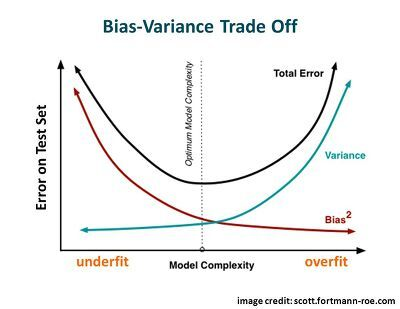 Bias-Variance Trade Off
Error on Test Set
Optimum Model Complexity
Total Error
Variance
Bias²
underfit
Model Complexity
overfit
image credit: scott.fortmann-roe.com